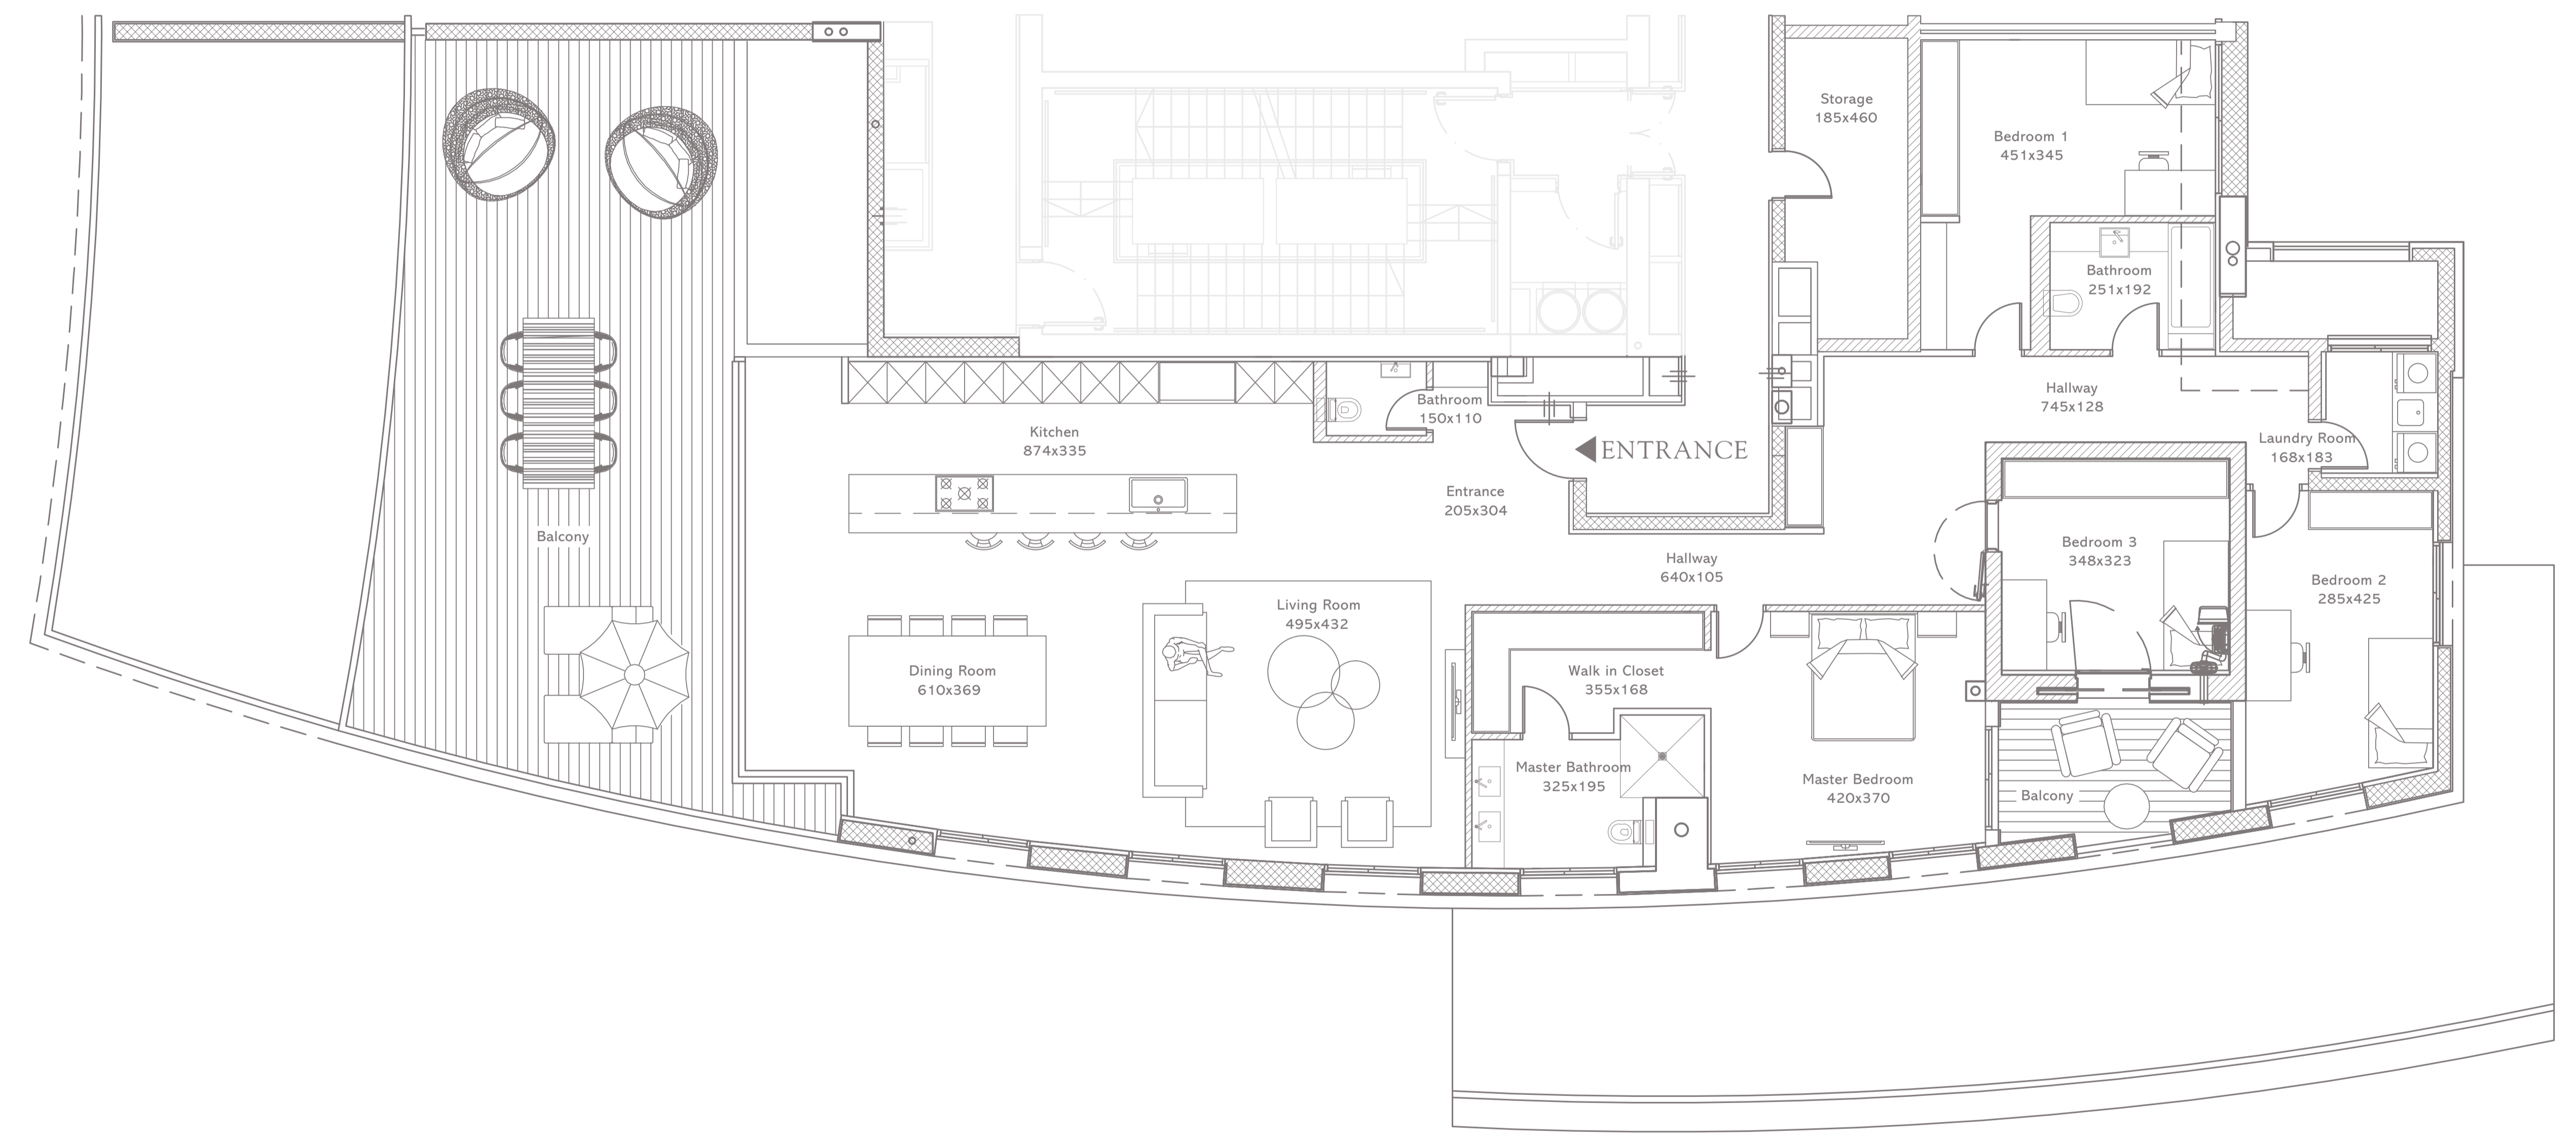 Storage
185x460
Bedroom 1
451x345
Bathroom
251x192
Hallway
745x128
Laundry Room
168x183
Kitchen
874x335
Bathroom
150x110
ENTRANCE
Entrance
205x304
Balcony
Hallway
640x105
Bedroom 3
348x323
Bedroom 2
285x425
Living Room
495x432
Dining Room
610x369
Walk in Closet
355x168
Master Bathroom
325x195
Master Bedroom
420x370
Balcony